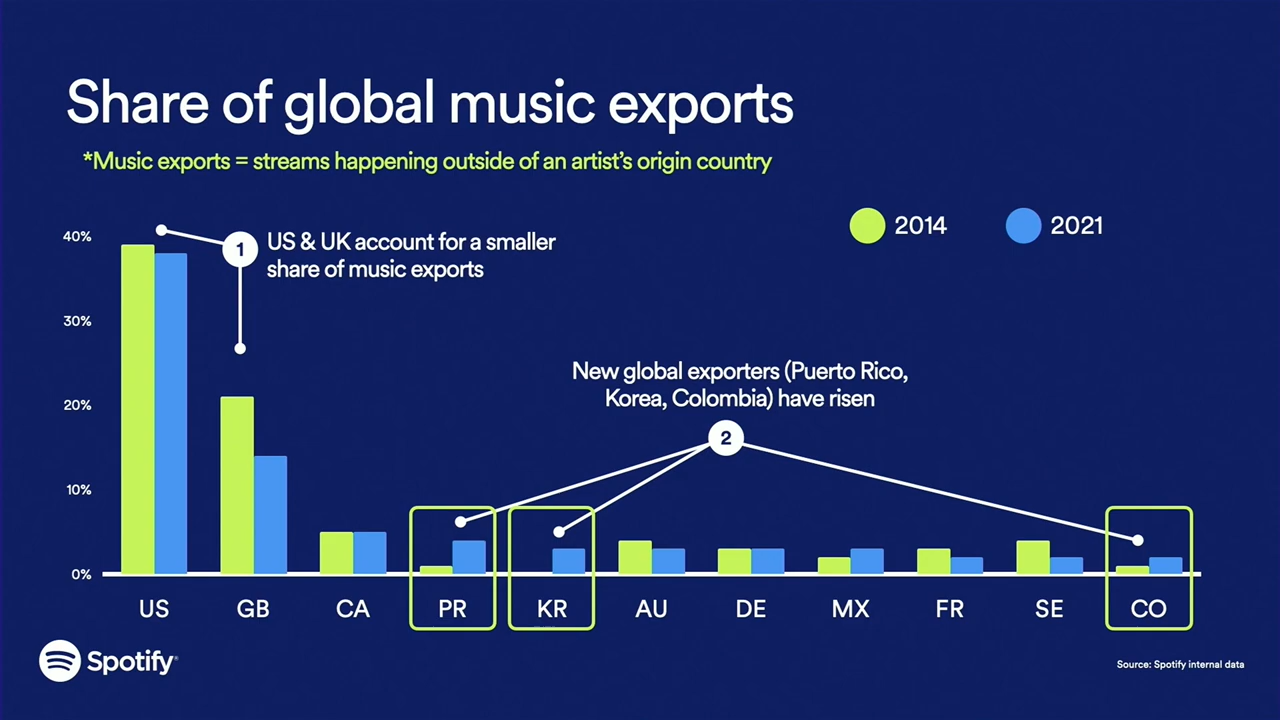 Share of global music exports
*Music exports = streams happening outside of an artist's origin country
2014
2021
40%
30%
20%
10%
0%
1
US & UK account for a smaller
share of music exports
New global exporters (Puerto Rico,
Korea, Colombia) have risen
2
US
GB
CA
PR
KR
AU
DE
MX
FR
SE
CO
Spotify®
Source: Spotify internal data